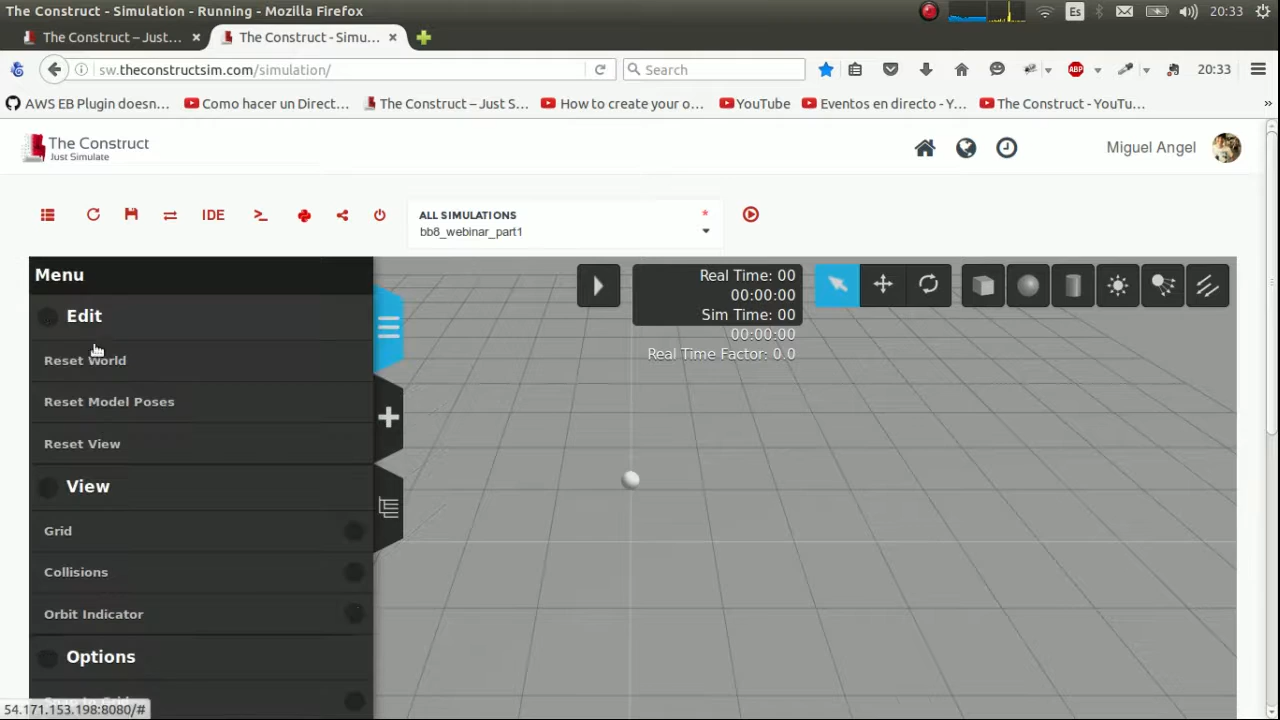 The Construct - Simulation - Running - Mozilla Firefox
Es
20:33
The Construct – Just...
The Construct - Simu...
sw.theconstructsim.com/simulation/
Search
ABP
20:33
AWS EB Plugin doesn...
Como hacer un Direct...
The Construct – Just S...
How to create your o...
YouTube
Eventos en directo - Y...
The Construct - YouTu...
»
The Construct
Just Simulate
Miguel Angel
IDE
ALL SIMULATIONS
*
bb8_webinar_part1
Menu
Edit
Reset World
Reset Model Poses
Reset View
View
Grid
Collisions
Orbit Indicator
Options
Real Time: 00
00:00:00
Sim Time: 00
00:00:00
Real Time Factor: 0.0
54.171.153.198:8080/#